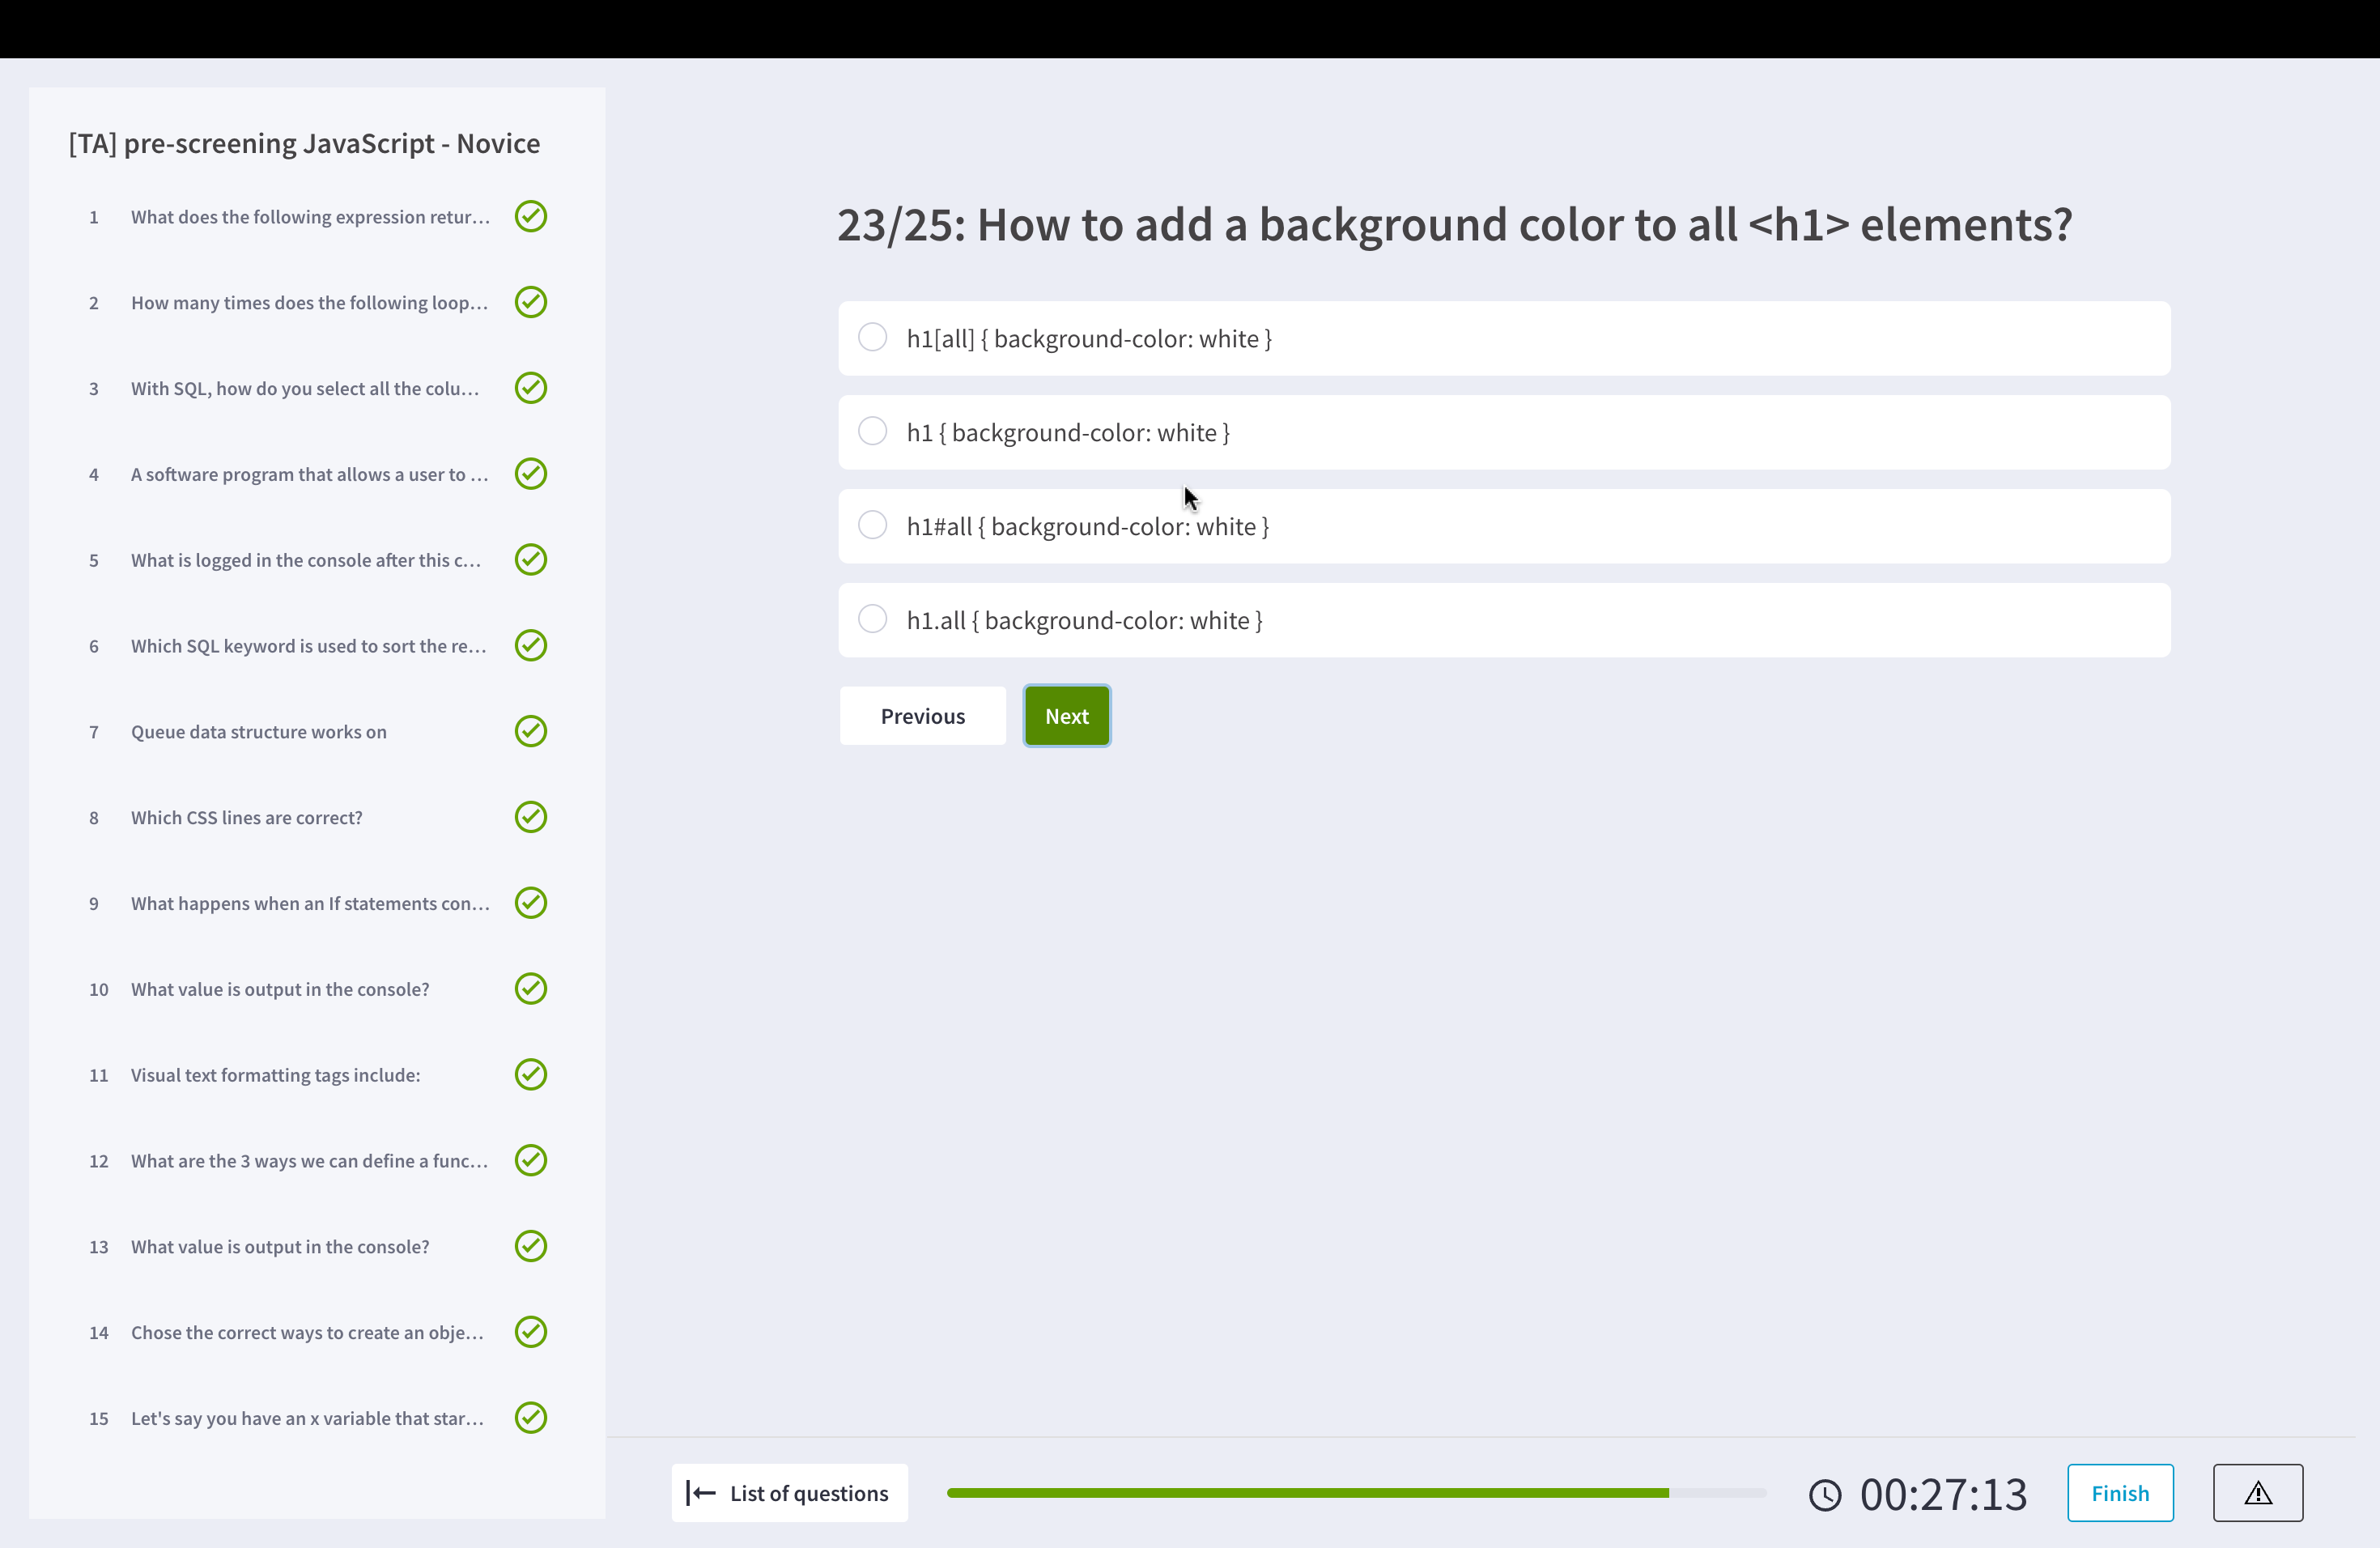 [TA] pre-screening JavaScript - Novice
1 What does the following expression retur...
2 How many times does the following loop...
3 With SQL, how do you select all the colu...
4 A software program that allows a user to ...
5 What is logged in the console after this c...
6 Which SQL keyword is used to sort the re...
7 Queue data structure works on
8 Which CSS lines are correct?
9 What happens when an If statements con...
10 What value is output in the console?
11 Visual text formatting tags include:
12 What are the 3 ways we can define a func...
13 What value is output in the console?
14 Chose the correct ways to create an obje...
15 Let's say you have an x variable that star...
23/25: How to add a background color to all <h1> elements?
h1[all] { background-color: white }
h1 { background-color: white }
h1#all { background-color: white }
h1.all { background-color: white }
Previous Next
List of questions 00:27:13 Finish